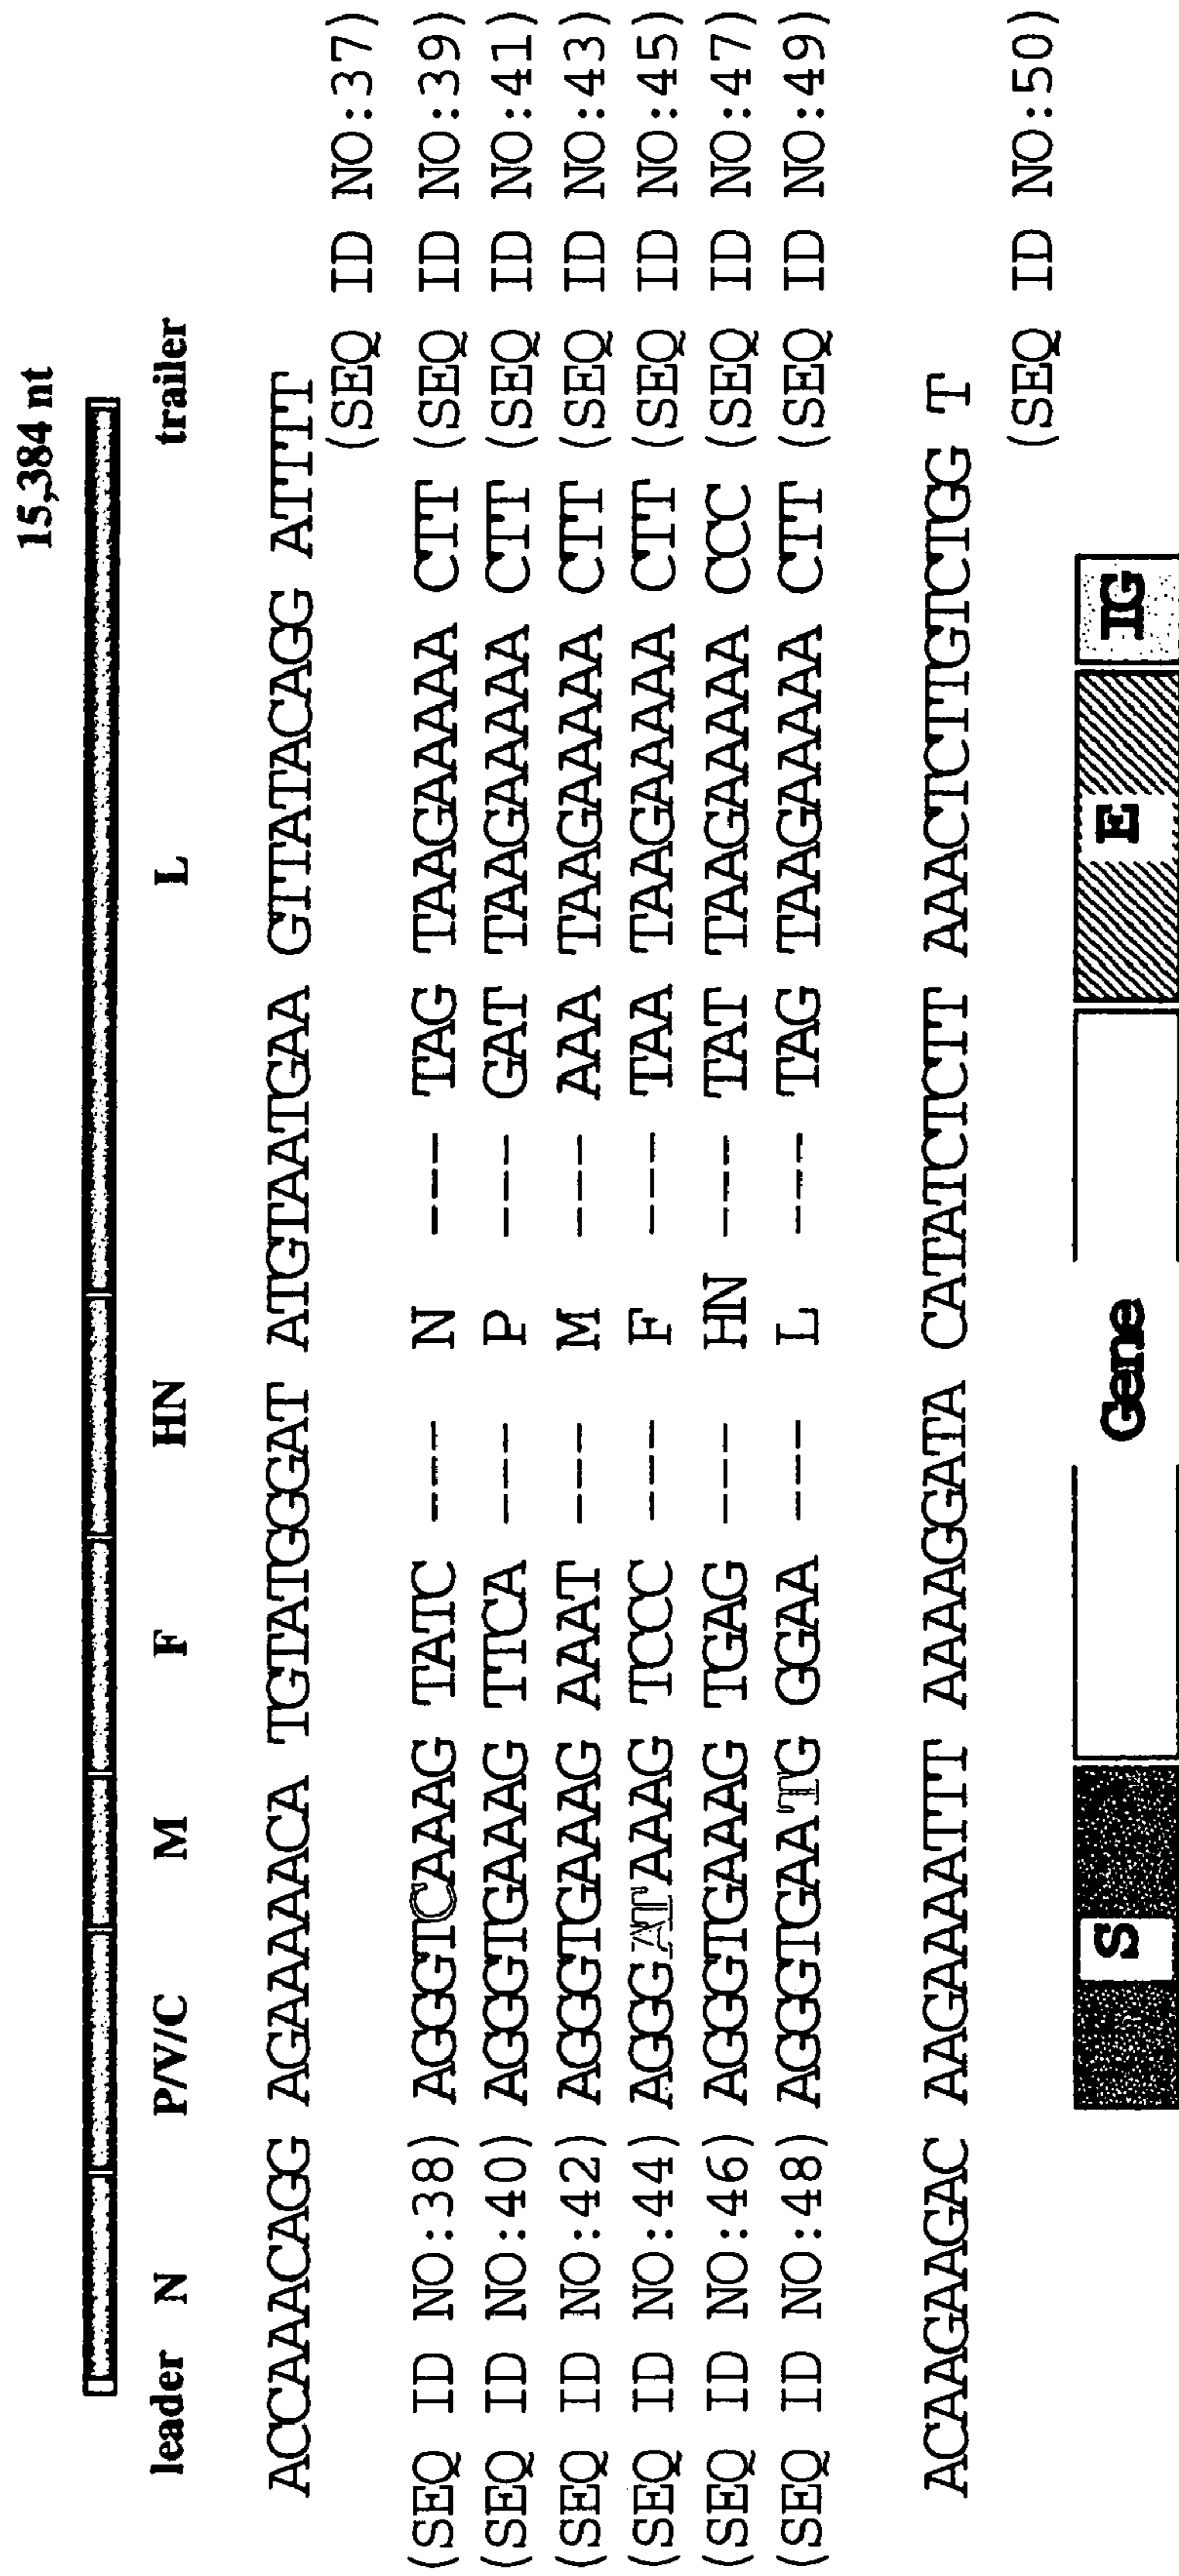 15,384 nt
leader N P/V/C M F HN L trailer
ACCAAACAGG AGAAAAACA TGTATGGGAT ATGTAATGAA GTTATACAGG ATTTT
(SEQ ID NO:37)
(SEQ ID NO:38) AGGGTCAAAG TATC ---- N ---- TAG TAAGAAAAA CTT (SEQ ID NO:39)
(SEQ ID NO:40) AGGGTGAAAG TTCA ---- P ---- GAT TAAGAAAAA CTT (SEQ ID NO:41)
(SEQ ID NO:42) AGGGTGAAAG AAAT ---- M ---- AAA TAAGAAAAA CTT (SEQ ID NO:43)
(SEQ ID NO:44) AGGGATAAAG TCCC ---- F ---- TAA TAAGAAAAA CTT (SEQ ID NO:45)
(SEQ ID NO:46) AGGGTGAAAG TGAG ---- HN ---- TAT TAAGAAAAA CCC (SEQ ID NO:47)
(SEQ ID NO:48) AGGGTGAATG GGAA ---- L ---- TAG TAAGAAAAA CTT (SEQ ID NO:49)
ACAAGAAGAC AAGAAAATTT AAAAGGATA CATATCTCTT AAACTCTTGTCTGG T
(SEQ ID NO:50)
S Gene E IG